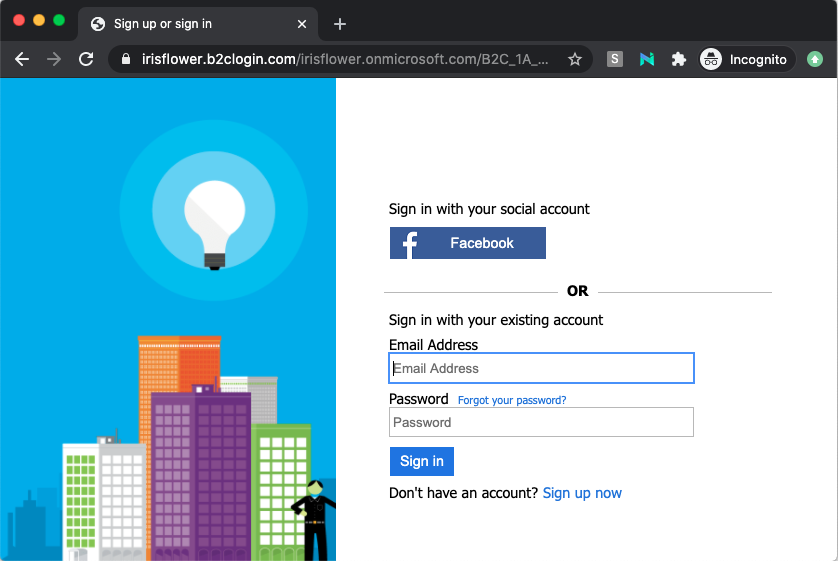 Sign up or sign in
irisflower.b2clogin.com/irisflower.onmicrosoft.com/B2C_1A_...
S
N
Incognito
Sign in with your social account
f Facebook
OR
Sign in with your existing account
Email Address
Email Address
Password Forgot your password?
Password
Sign in
Don't have an account? Sign up now